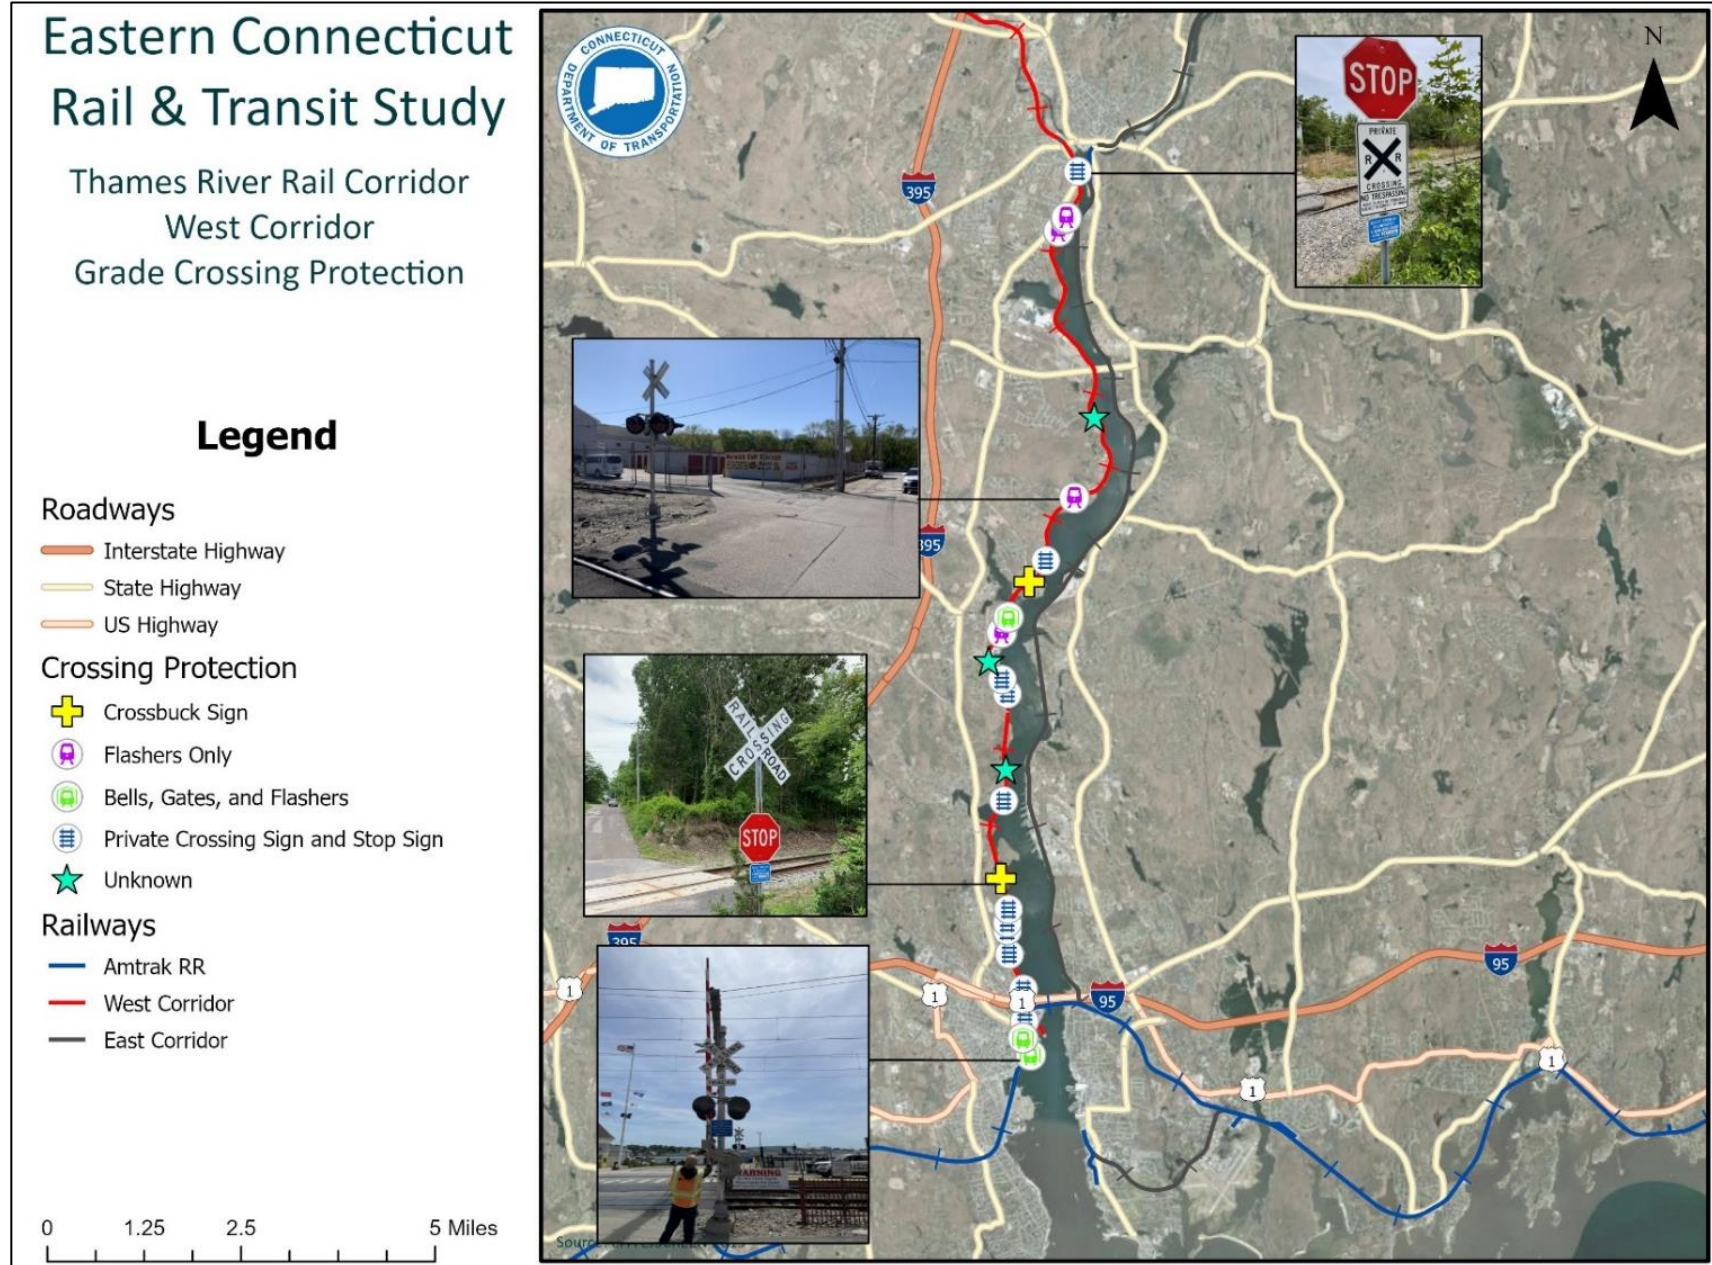 Eastern Connecticut
Rail & Transit Study
Thames River Rail Corridor
West Corridor
Grade Crossing Protection
Legend
Roadways
Interstate Highway
State Highway
US Highway
Crossing Protection
Crossbuck Sign
Flashers Only
Bells, Gates, and Flashers
Private Crossing Sign and Stop Sign
Unknown
Railways
Amtrak RR
West Corridor
East Corridor
0 1.25 2.5 5 Miles
CONNECTICUT
DEPARTMENT OF TRANSPORTATION
N
STOP
PRIVATE
R R
CROSSING
NO TRESPASSING
395
395
RAILROAD
CROSSING
STOP
395
1
1
1
95
95
1
1
WARNING